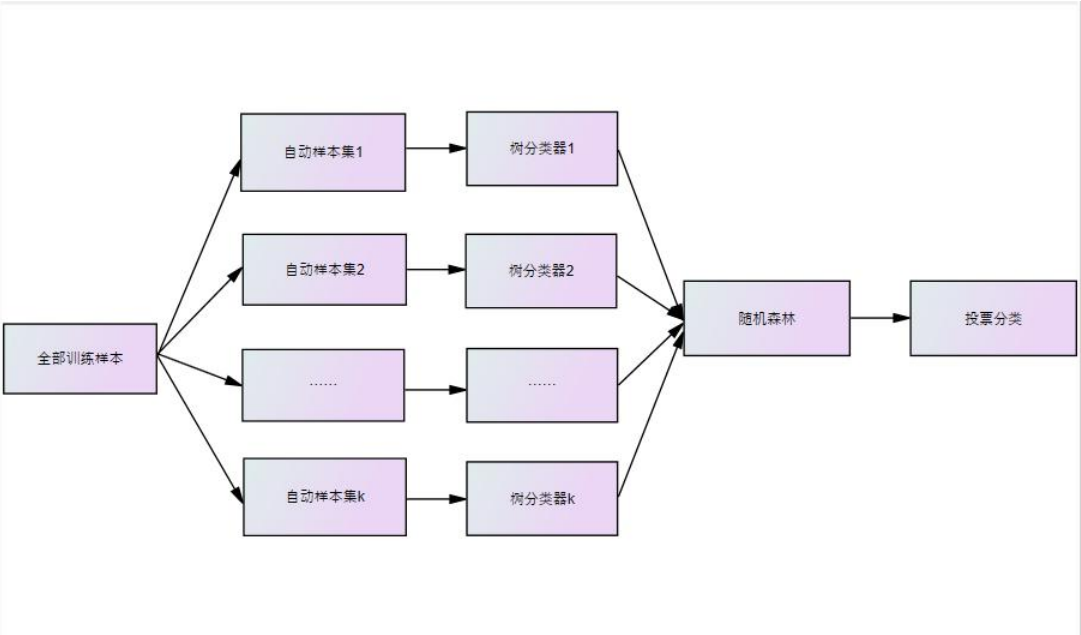 全部训练样本
自动样本集1
树分类器1
自动样本集2
树分类器2
……
……
自动样本集k
树分类器k
随机森林
投票分类